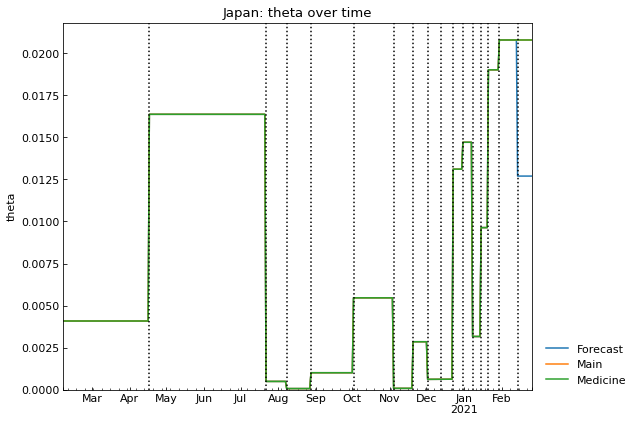 Japan: theta over time
0.0200
0.0175
0.0150
0.0125
0.0100
0.0075
0.0050
0.0025
0.0000
theta
Mar Apr May Jun Jul Aug Sep Oct Nov Dec Jan Feb
2021
Forecast
Main
Medicine